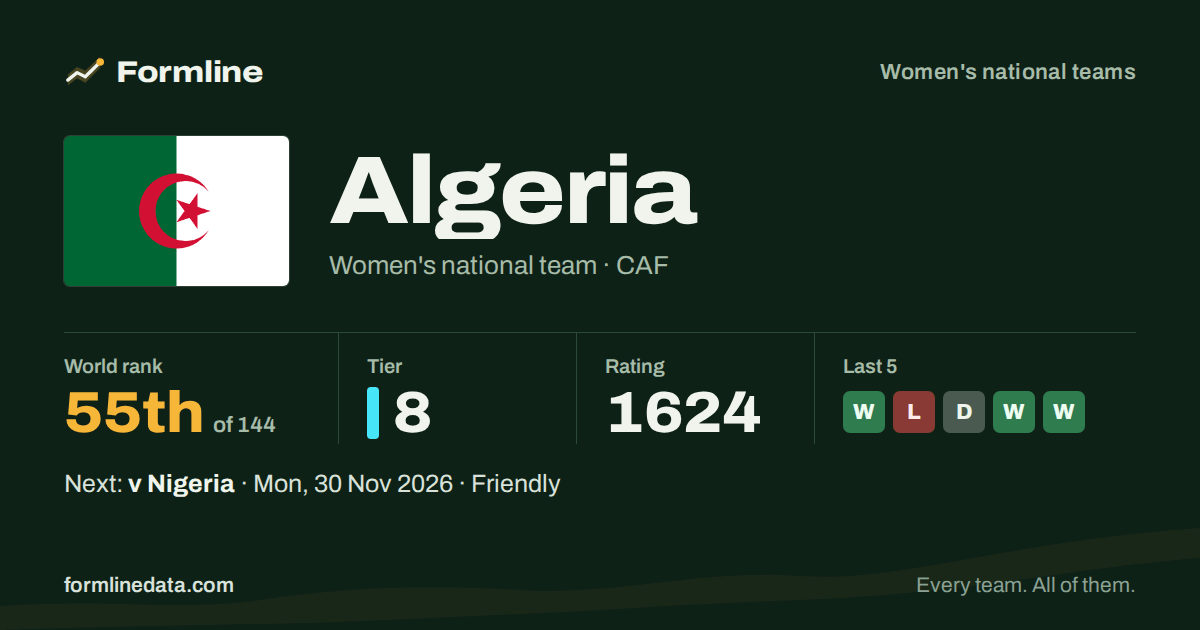 Formline
Women's national teams
Algeria
Women's national team · CAF
World rank
55th of 144
Tier
8
Rating
1624
Last 5
W L D W W
Next: v Nigeria · Mon, 30 Nov 2026 · Friendly
formlinedata.com
Every team. All of them.